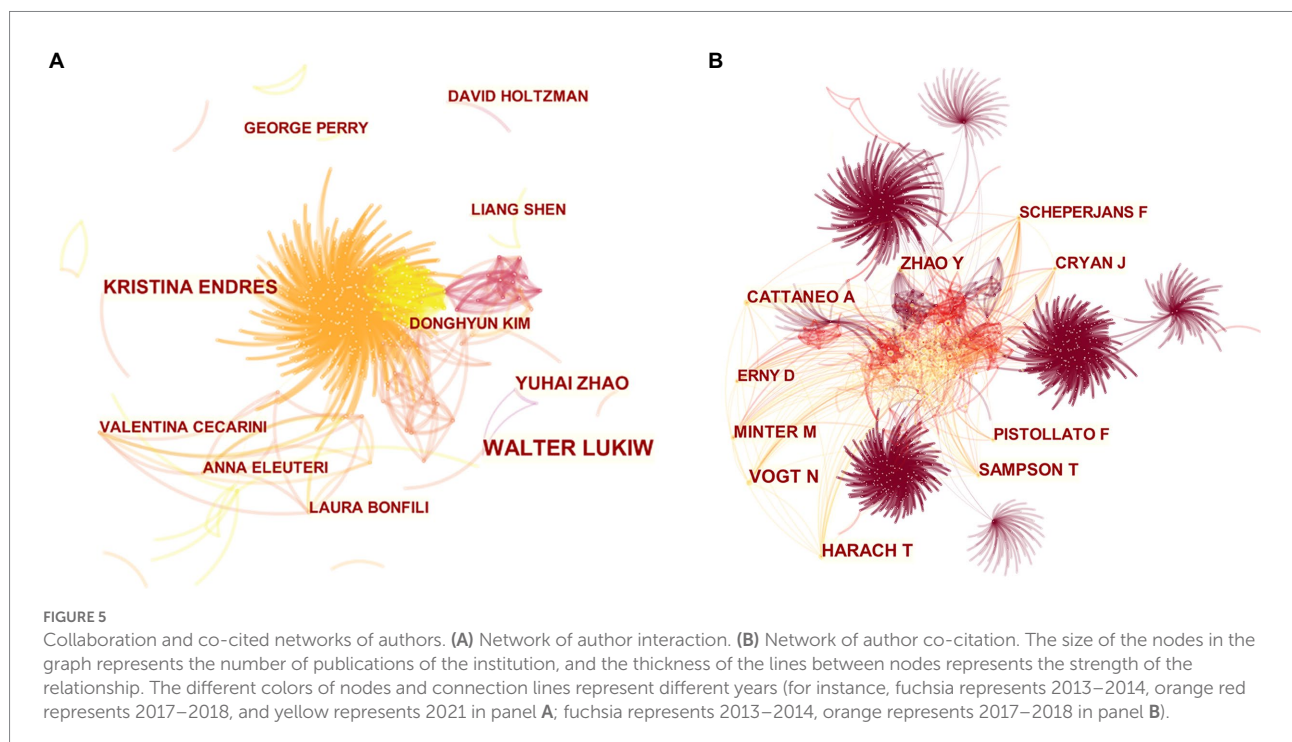 A
B
DAVID HOLTZMAN
GEORGE PERRY
LIANG SHEN
KRISTINA ENDRES
DONGHYUN KIM
YUHAI ZHAO
VALENTINA CECARINI
WALTER LUKIW
ANNA ELEUTERI
LAURA BONFILI
SCHEPERJANS F
ZHAO Y
CRYAN J
CATTANEO A
ERNY D
MINTER M
PISTOLLATO F
VOGT N
SAMPSON T
HARACH T
FIGURE 5
Collaboration and co-cited networks of authors. (A) Network of author interaction. (B) Network of author co-citation. The size of the nodes in the
graph represents the number of publications of the institution, and the thickness of the lines between nodes represents the strength of the
relationship. The different colors of nodes and connection lines represent different years (for instance, fuchsia represents 2013–2014, orange red
represents 2017–2018, and yellow represents 2021 in panel A; fuchsia represents 2013–2014, orange represents 2017–2018 in panel B).